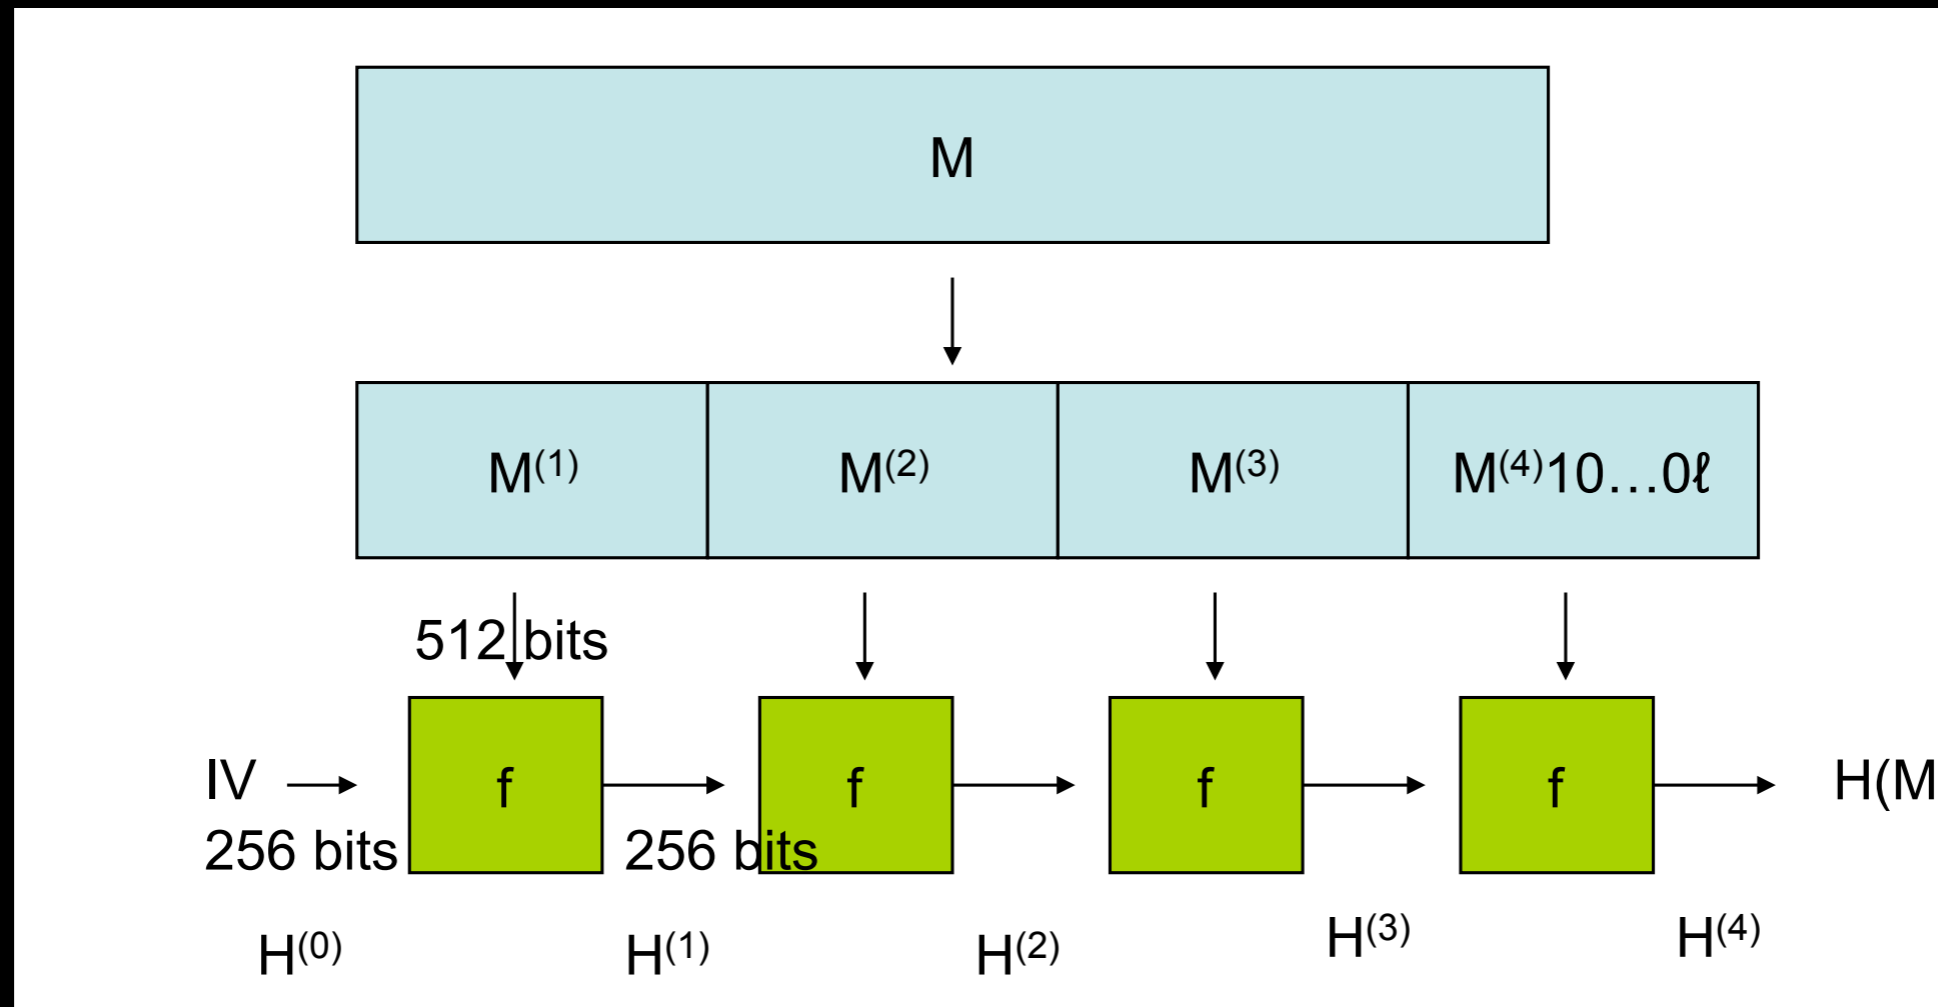 M
M⁽¹⁾ M⁽²⁾ M⁽³⁾ M⁽⁴⁾10…0ℓ
512 bits
IV f f f f H(M
256 bits 256 bits
H⁽⁰⁾ H⁽¹⁾ H⁽²⁾ H⁽³⁾ H⁽⁴⁾